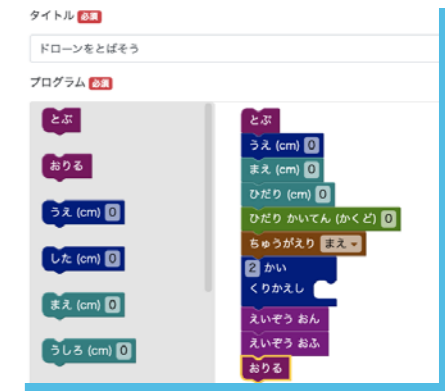 タイトル 必須
ドローンをとばそう
プログラム 必須
とぶ
おりる
うえ (cm) 0
した (cm) 0
まえ (cm) 0
うしろ (cm) 0
とぶ
うえ (cm) 0
まえ (cm) 0
ひだり (cm) 0
ひだり かいてん (かくど) 0
ちゅうがえり まえ
2 かい
くりかえし
えいぞう おん
えいぞう おふ
おりる